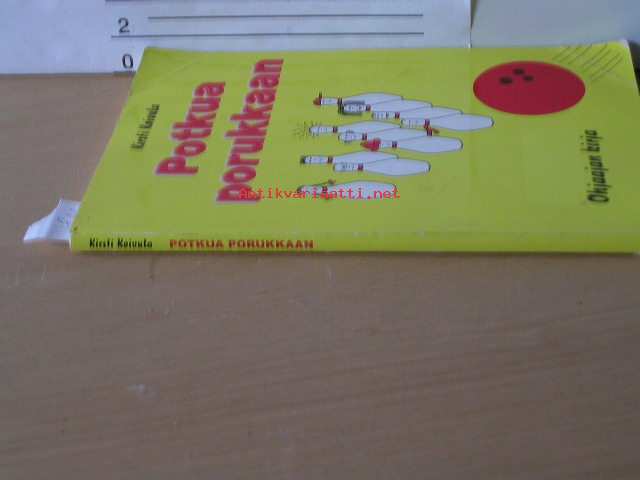 2
0
Kirsti Koivula
Potkua
porukkaan
Ohjaajan kirja
Antikvariaatti.net
Kirsti Koivula POTKUA PORUKKAAN